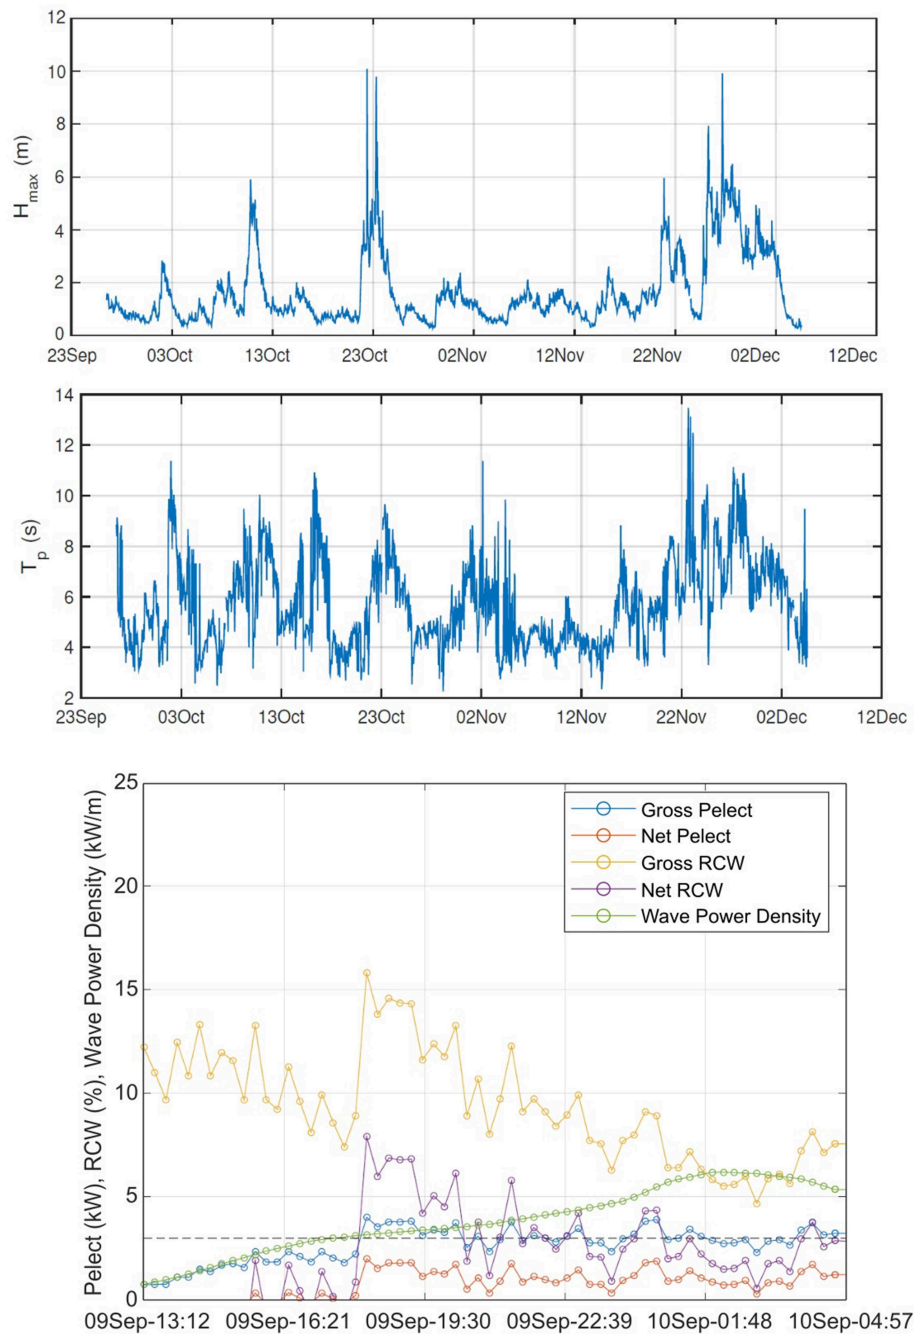 12
10
8
6
4
2
0
H_max (m)
23Sep 03Oct 13Oct 23Oct 02Nov 12Nov 22Nov 02Dec 12Dec
14
12
10
8
6
4
2
T_p (s)
23Sep 03Oct 13Oct 23Oct 02Nov 12Nov 22Nov 02Dec 12Dec
25
20
15
10
5
0
Pelect (kW), RCW (%), Wave Power Density (kW/m)
Gross Pelect
Net Pelect
Gross RCW
Net RCW
Wave Power Density
09Sep-13:12 09Sep-16:21 09Sep-19:30 09Sep-22:39 10Sep-01:48 10Sep-04:57